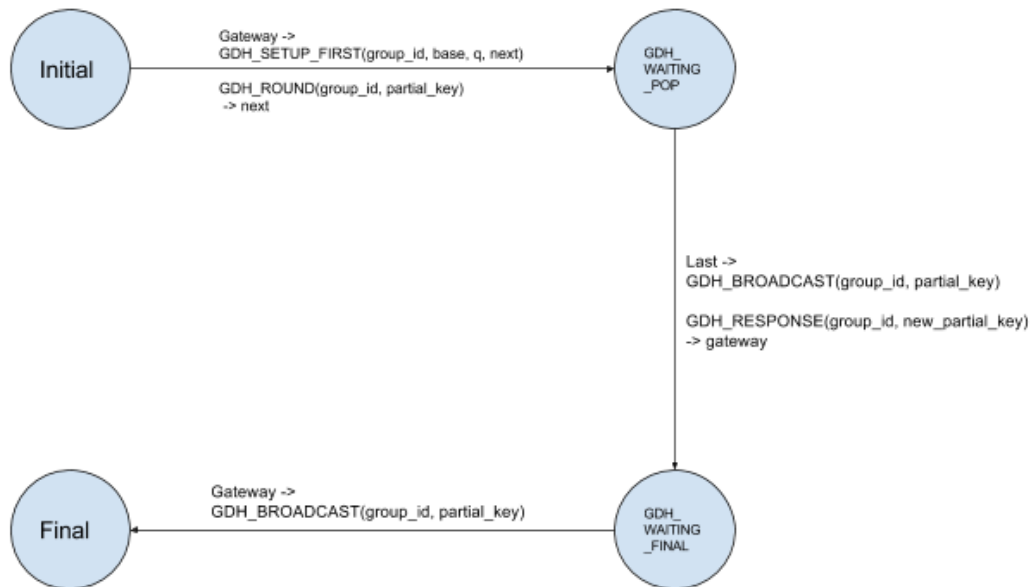 Initial
Gateway ->
GDH_SETUP_FIRST(group_id, base, q, next)
GDH_ROUND(group_id, partial_key)
-> next
GDH_
WAITING
_POP
Last ->
GDH_BROADCAST(group_id, partial_key)
GDH_RESPONSE(group_id, new_partial_key)
-> gateway
Final
Gateway ->
GDH_BROADCAST(group_id, partial_key)
GDH_
WAITING
_FINAL